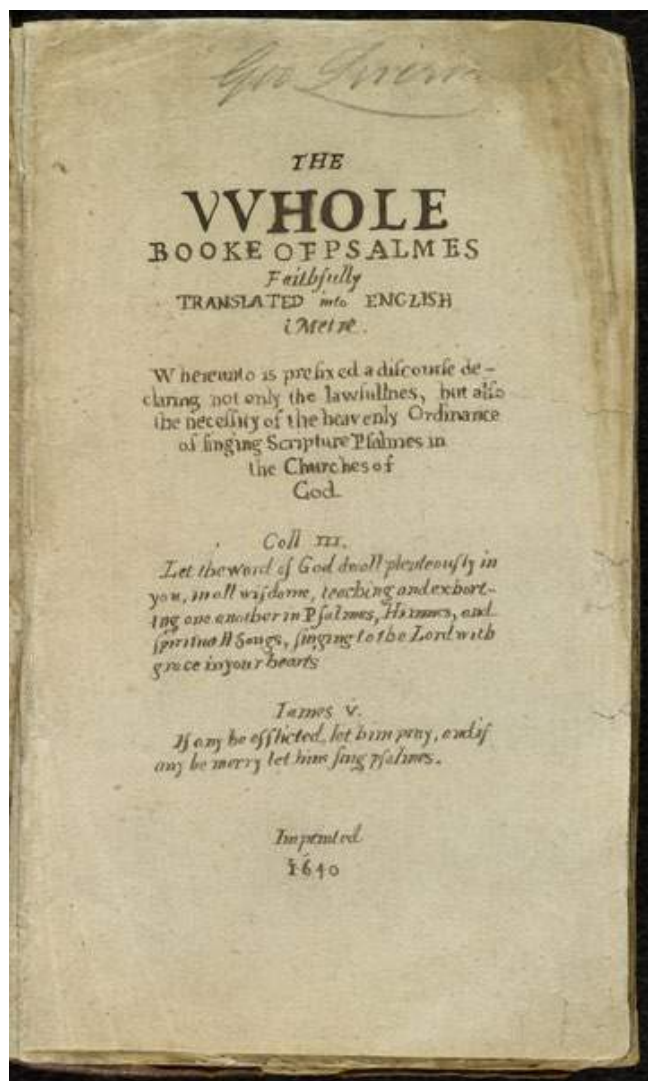 Geo Livermore
THE
VVHOLE
BOOKE OF PSALMES
Faithfully
TRANSLATED into ENGLISH
Metre.
Whereunto is prefixed a discourse de-
claring not only the lawfullnes, but also
the necessity of the heavenly Ordinance
of singing Scripture Psalmes in
the Churches of
God.
Coll III.
Let the word of God dwell plenteously in
you, in all wisdome, teaching and exhort-
ing one another in Psalmes, Himnes, and
spirituall Songs, singing to the Lord with
grace in your hearts
Iames V.
If any be afflicted, let him pray, and if
any be merry let him sing psalmes.
Imprinted
1640